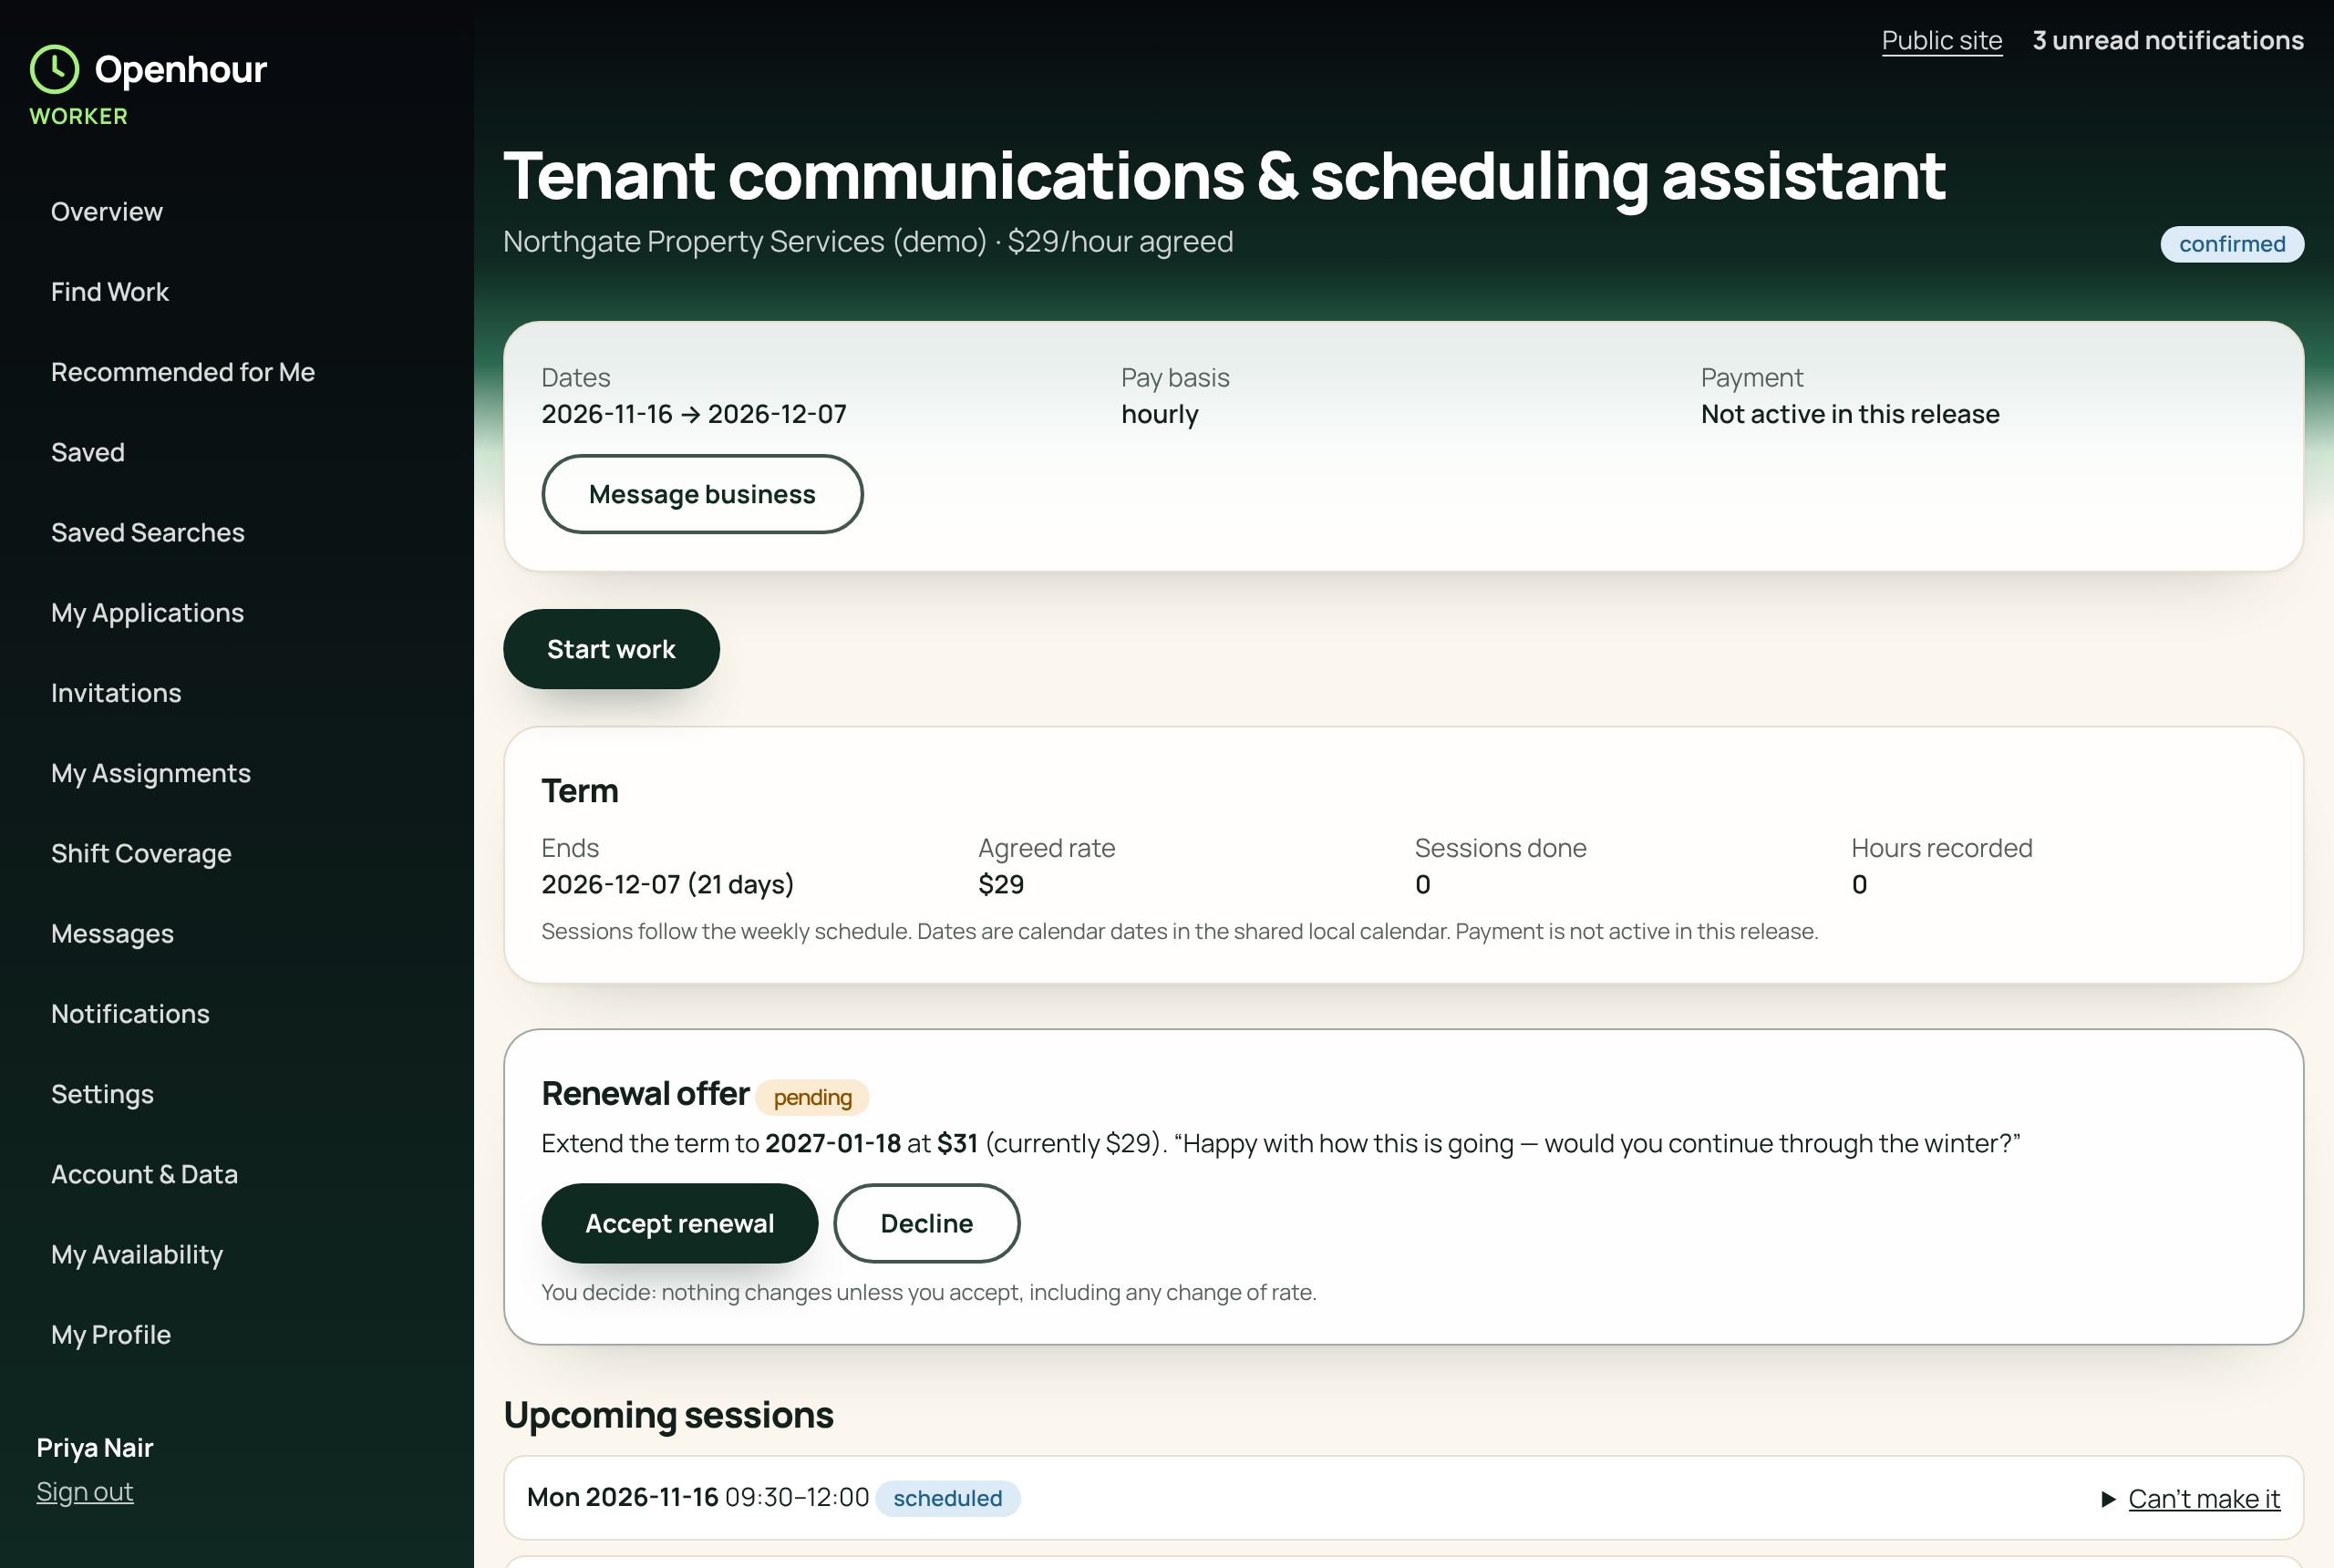 Openhour
WORKER
Overview
Find Work
Recommended for Me
Saved
Saved Searches
My Applications
Invitations
My Assignments
Shift Coverage
Messages
Notifications
Settings
Account & Data
My Availability
My Profile
Priya Nair
Sign out
Public site 3 unread notifications
Tenant communications & scheduling assistant
Northgate Property Services (demo) · $29/hour agreed
confirmed
Dates Pay basis Payment
2026-11-16 → 2026-12-07 hourly Not active in this release
Message business
Start work
Term
Ends Agreed rate Sessions done Hours recorded
2026-12-07 (21 days) $29 0 0
Sessions follow the weekly schedule. Dates are calendar dates in the shared local calendar. Payment is not active in this release.
Renewal offer pending
Extend the term to 2027-01-18 at $31 (currently $29). “Happy with how this is going — would you continue through the winter?”
Accept renewal Decline
You decide: nothing changes unless you accept, including any change of rate.
Upcoming sessions
Mon 2026-11-16 09:30–12:00 scheduled ▶ Can’t make it